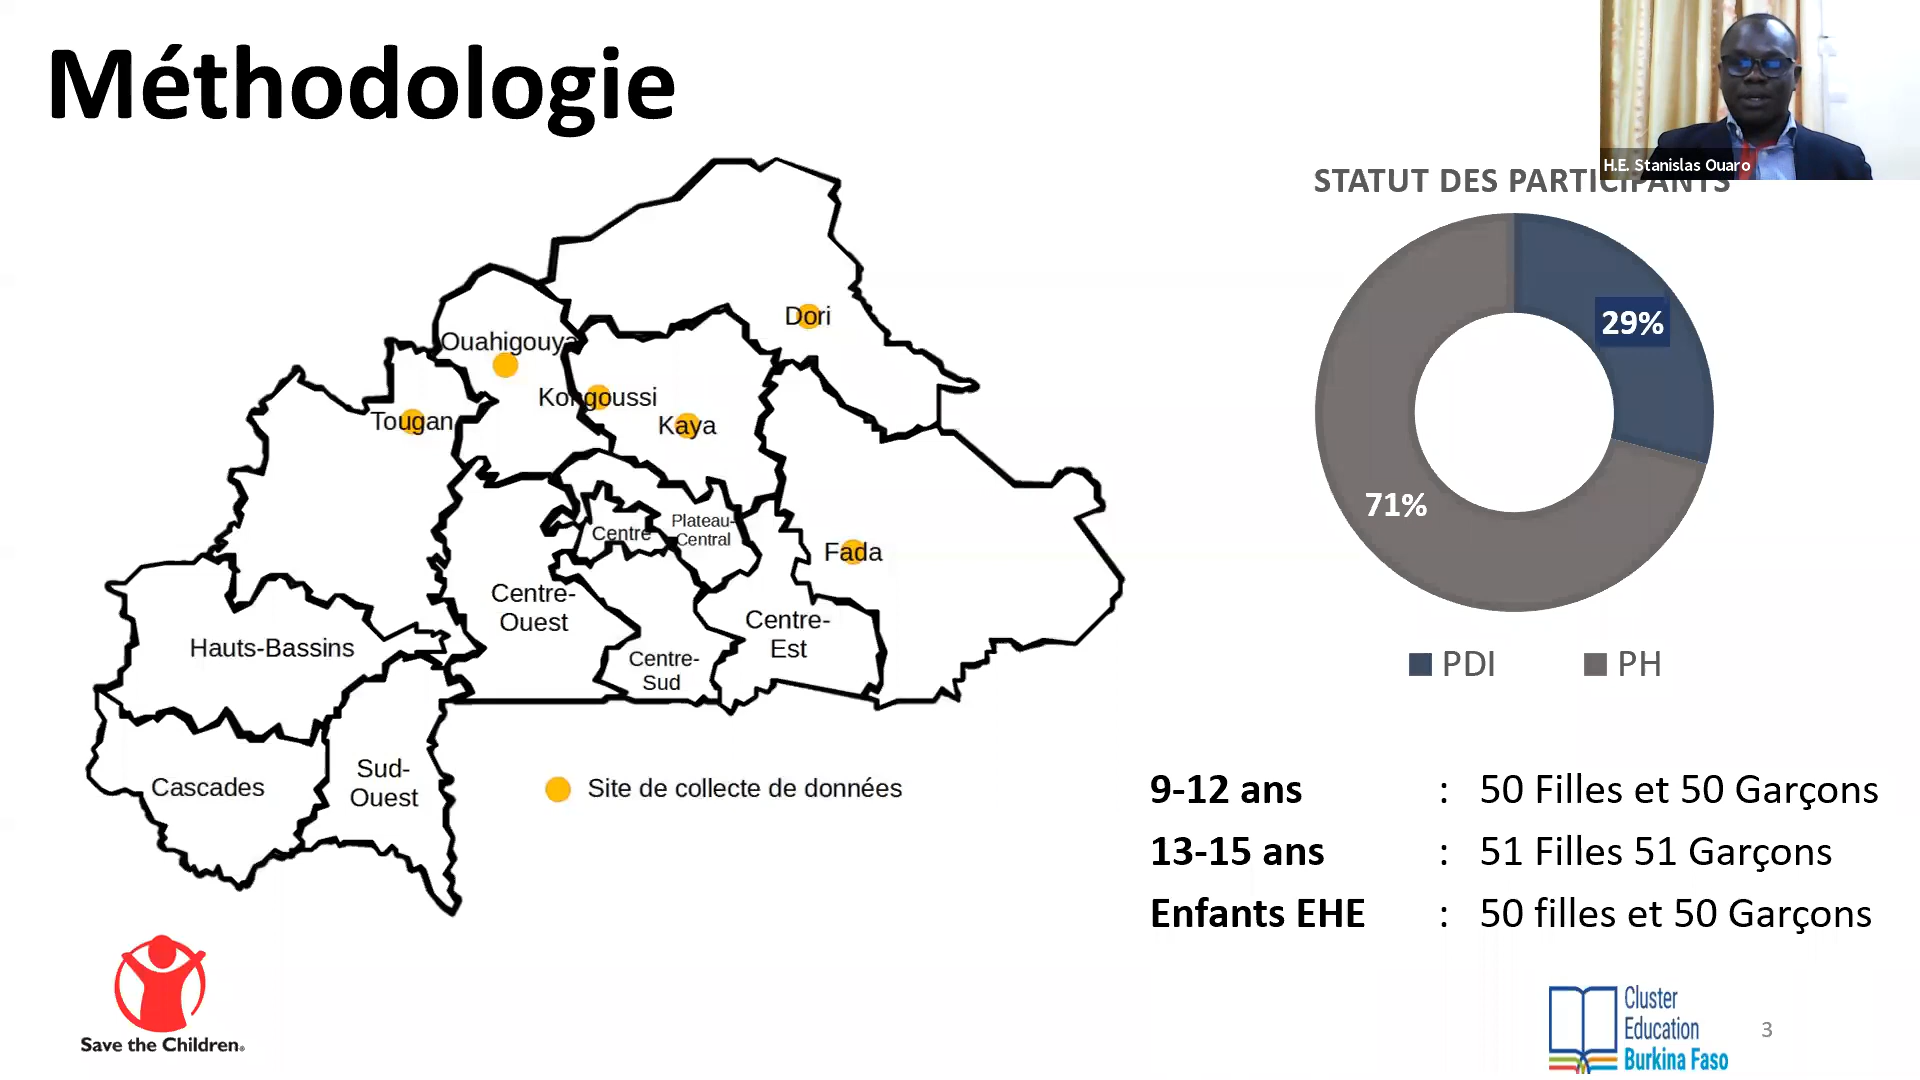 Méthodologie
H.E. Stanislas Ouaro
STATUT DES PARTICIPANTS
Dori
Ouahigouya
Kongoussi
Tougan
Kaya
Plateau-
Central
Centre
Fada
Centre-
Ouest
Centre-
Est
Hauts-Bassins
Centre-
Sud
Sud-
Ouest
Cascades
Site de collecte de données
29%
71%
PDI
PH
9-12 ans : 50 Filles et 50 Garçons
13-15 ans : 51 Filles 51 Garçons
Enfants EHE : 50 filles et 50 Garçons
Save the Children®
Cluster
Education
Burkina Faso
3